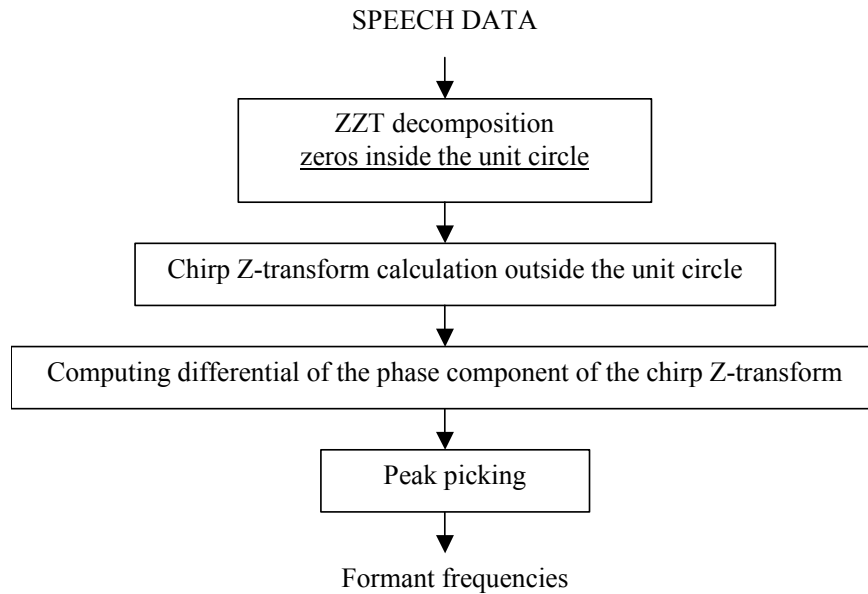 SPEECH DATA
ZZT decomposition
zeros inside the unit circle
Chirp Z-transform calculation outside the unit circle
Computing differential of the phase component of the chirp Z-transform
Peak picking
Formant frequencies